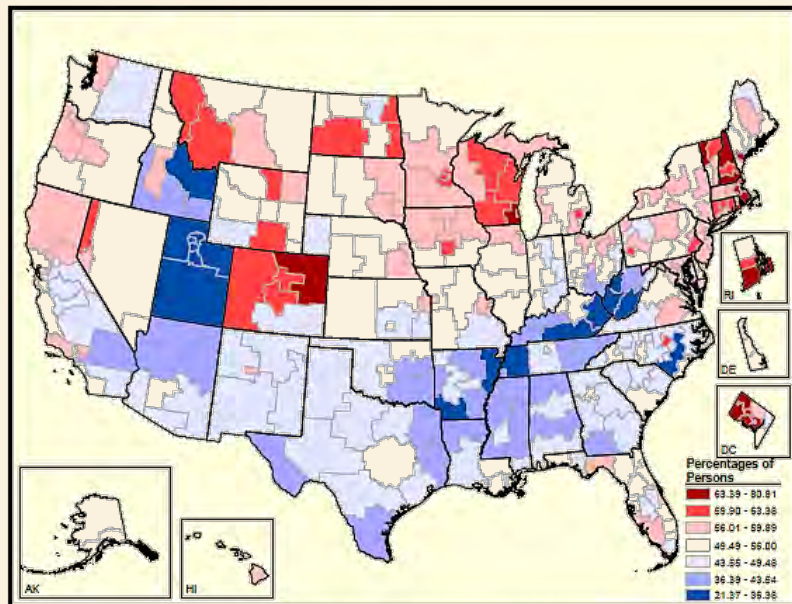 RI
DE
DC
AK
HI
Percentages of
Persons
63.39 - 80.81
59.90 - 63.38
56.01 - 59.89
49.49 - 56.00
43.55 - 49.48
36.39 - 43.54
21.37 - 36.38